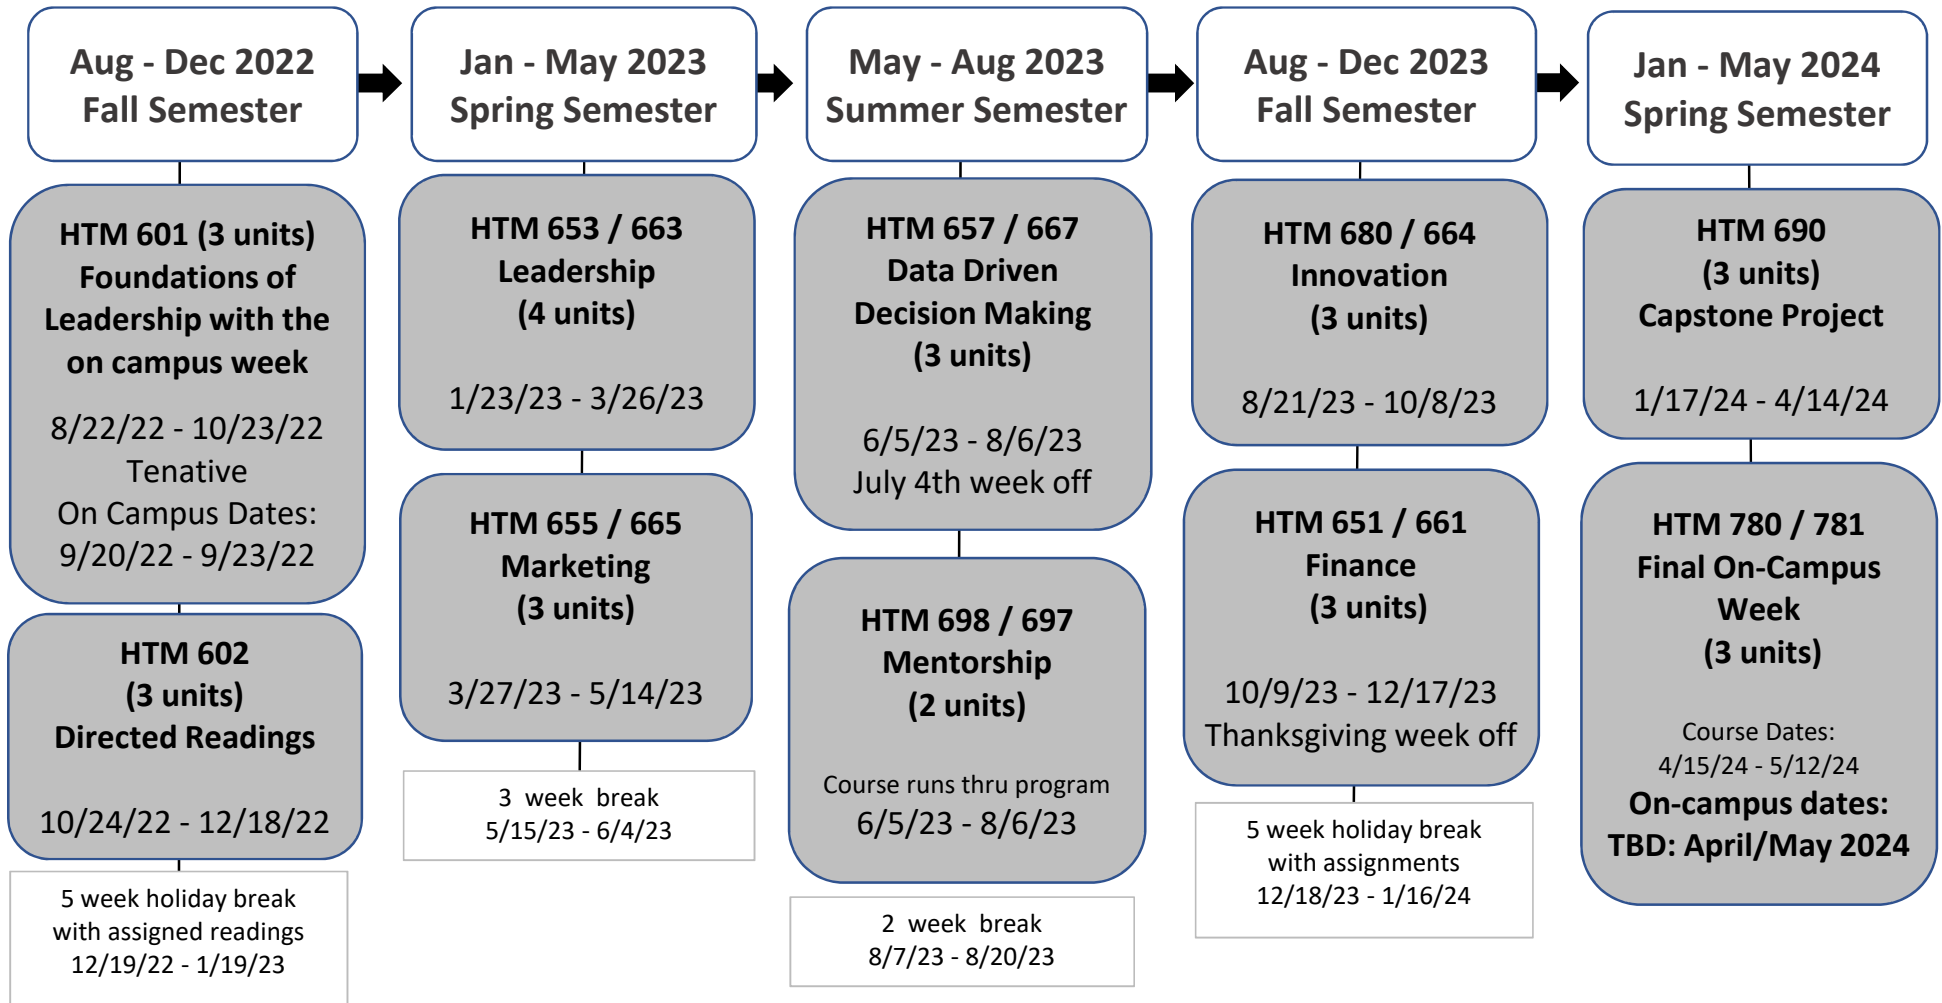 Aug - Dec 2022
Fall Semester
HTM 601 (3 units)
Foundations of
Leadership with the
on campus week
8/22/22 - 10/23/22
Tenative
On Campus Dates:
9/20/22 - 9/23/22
HTM 602
(3 units)
Directed Readings
10/24/22 - 12/18/22
5 week holiday break
with assigned readings
12/19/22 - 1/19/23
Jan - May 2023
Spring Semester
HTM 653 / 663
Leadership
(4 units)
1/23/23 - 3/26/23
HTM 655 / 665
Marketing
(3 units)
3/27/23 - 5/14/23
3 week break
5/15/23 - 6/4/23
May - Aug 2023
Summer Semester
HTM 657 / 667
Data Driven
Decision Making
(3 units)
6/5/23 - 8/6/23
July 4th week off
HTM 698 / 697
Mentorship
(2 units)
Course runs thru program
6/5/23 - 8/6/23
2 week break
8/7/23 - 8/20/23
Aug - Dec 2023
Fall Semester
HTM 680 / 664
Innovation
(3 units)
8/21/23 - 10/8/23
HTM 651 / 661
Finance
(3 units)
10/9/23 - 12/17/23
Thanksgiving week off
5 week holiday break
with assignments
12/18/23 - 1/16/24
Jan - May 2024
Spring Semester
HTM 690
(3 units)
Capstone Project
1/17/24 - 4/14/24
HTM 780 / 781
Final On-Campus
Week
(3 units)
Course Dates:
4/15/24 - 5/12/24
On-campus dates:
TBD: April/May 2024